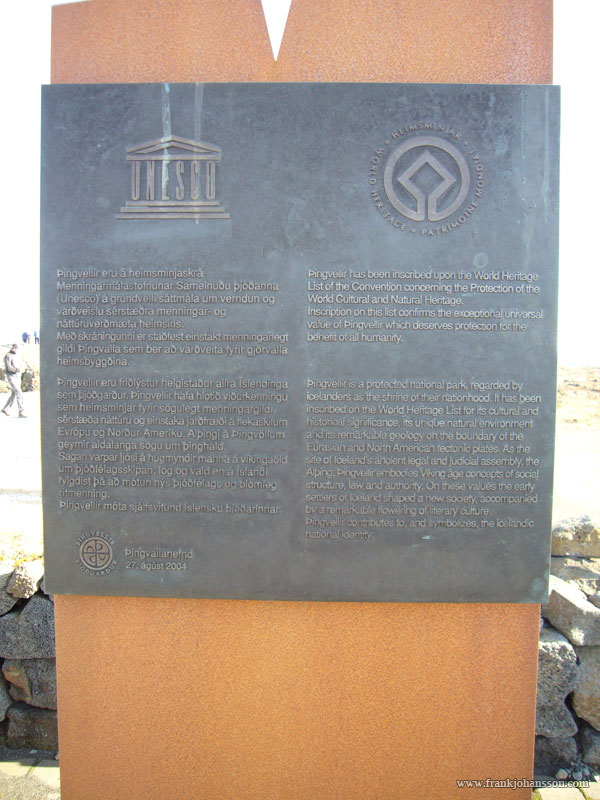 UNESCO
WORLD HERITAGE • HEIMSMINJAR • PATRIMOINE MONDIAL •
Þingvellir eru á heimsminjaskrá
Menningarmálastofnunar Sameinuðu þjóðanna
(Unesco) á grundvelli sáttmála um verndun og
varðveislu sérstæðra menningar- og
náttúruverðmæta heimsins.
Með skráningunni er staðfest einstakt menningarlegt
gildi Þingvalla sem ber að varðveita fyrir gjörvalla
heimsbyggðina.
Þingvellir eru friðlýstur helgistaður allra Íslendinga
sem þjóðgarður. Þingvellir hafa hlotið viðurkenningu
sem heimsminjar fyrir sögulegt menningargildi,
sérstæða náttúru og einstaka jarðfræði á flekaskilum
Evrópu og Norður Ameríku. Alþingi á Þingvöllum
geymir aldalanga sögu um þinghald.
Sagan varpar ljósi á hugmyndir manna á víkingaöld
um þjóðfélagsskipan, lög og vald en á Íslandi
fylgdist það að mótun nýs þjóðfélags og blómleg
ritmenning.
Þingvellir móta sjálfsvitund íslensku þjóðarinnar.
Þingvellir has been inscribed upon the World Heritage
List of the Convention concerning the Protection of the
World Cultural and Natural Heritage.
Inscription on this list confirms the exceptional universal
value of Þingvellir which deserves protection for the
benefit of all humanity.
Þingvellir is a protected national park, regarded by
Icelanders as the shrine of their nationhood. It has been
inscribed on the World Heritage List for its cultural and
historical significance, its unique natural environment
and its remarkable geology on the boundary of the
Eurasian and North American tectonic plates. As the
site of Iceland's ancient legal and judicial assembly, the
Alþing, Þingvellir embodies Viking age concepts of social
structure, law and authority. On these values the early
settlers of Iceland shaped a new society, accompanied
by a remarkable flowering of literary culture.
Þingvellir contributes to, and symbolizes, the Icelandic
national identity.
ÞINGVELLIR
ÞJÓÐGARÐUR
Þingvallanefnd
27. ágúst 2004
www.frankjohansson.com